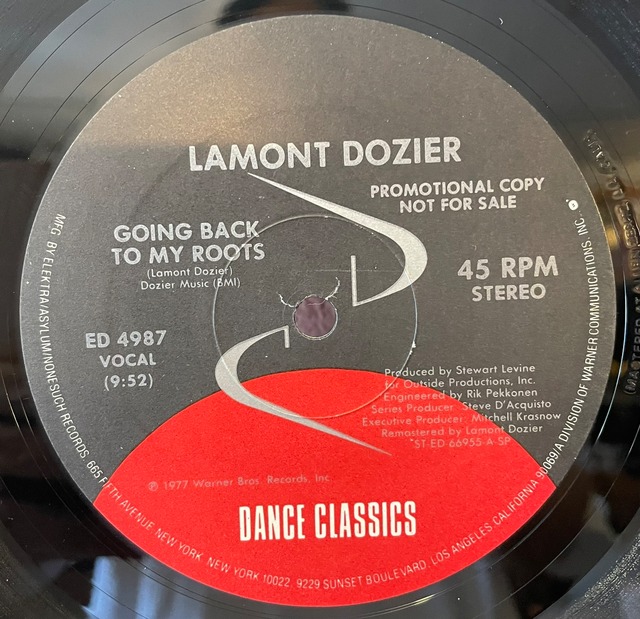 LAMONT DOZIER
PROMOTIONAL COPY
NOT FOR SALE
GOING BACK
TO MY ROOTS
(Lamont Dozier)
Dozier Music (BMI)
45 RPM
STEREO
ED 4987
VOCAL
(9:52)
Produced by Stewart Levine
for Outside Productions, Inc.
Engineered by Rik Pekkonen
Series Producer: Steve D'Acquisto
Executive Producer: Mitchell Krasnow
Remastered by Lamont Dozier
ST-ED 66955-A-SP
℗ 1977 Warner Bros. Records, Inc.
DANCE CLASSICS
MFG. BY ELEKTRA/ASYLUM/NONESUCH RECORDS, 665 FIFTH AVENUE, NEW YORK, NEW YORK 10022, 9229 SUNSET BOULEVARD, LOS ANGELES, CALIFORNIA 90069/A DIVISION OF WARNER COMMUNICATIONS, INC.